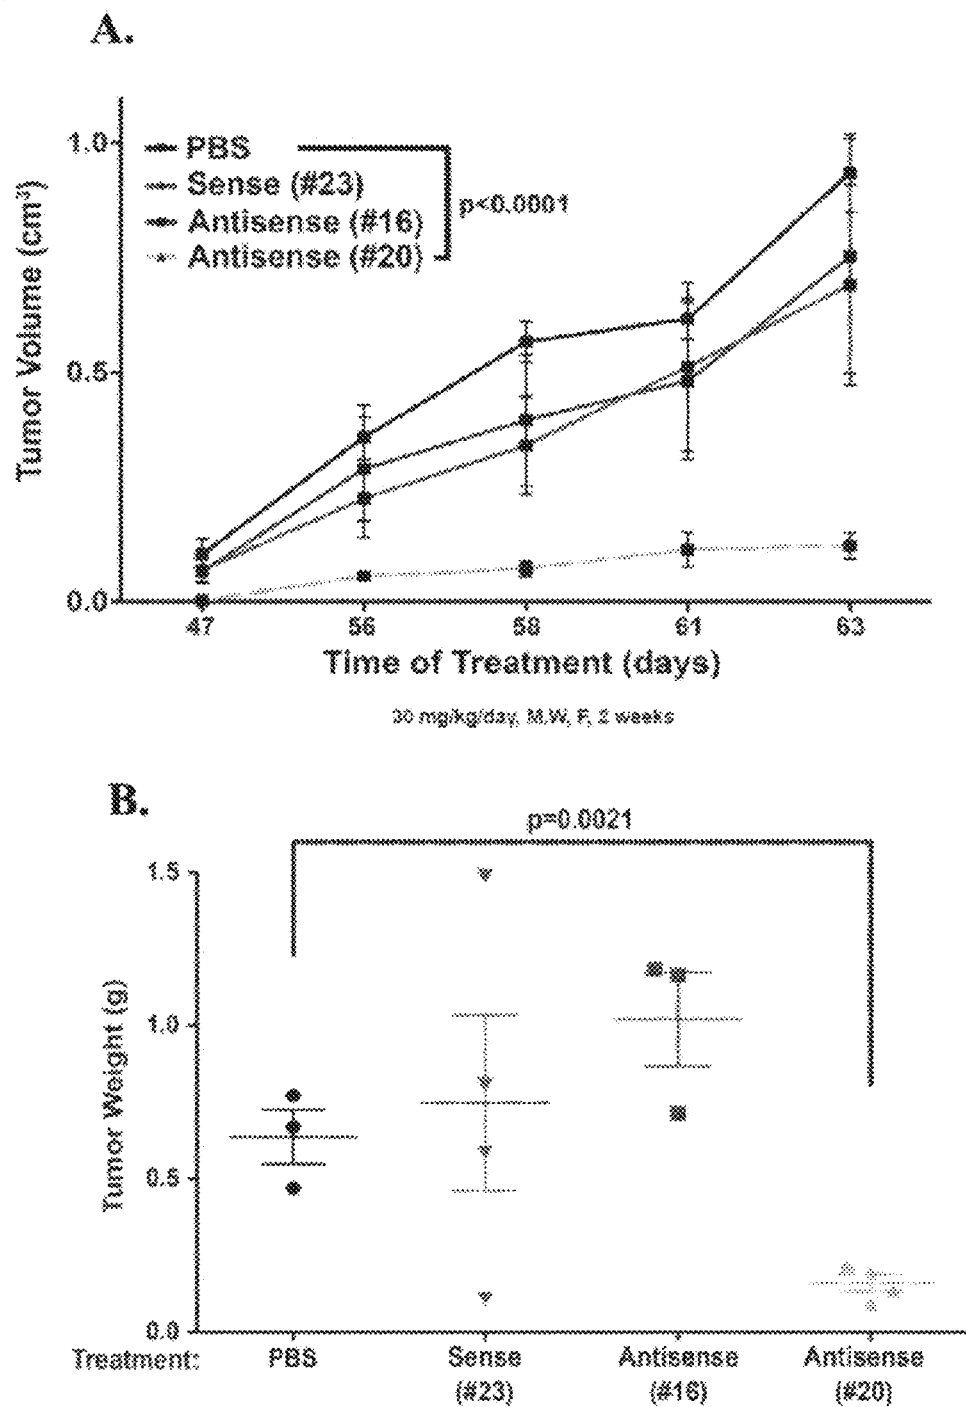 A.
1.0
PBS
Sense (#23)
Antisense (#16)
Antisense (#20)
p<0.0001
Tumor Volume (cm³)
0.5
0.0
47 56 58 61 63
Time of Treatment (days)
30 mg/kg/day, M,W, F, 2 weeks
B.
p=0.0021
1.5
Tumor Weight (g)
1.0
0.5
0.0
Treatment: PBS Sense Antisense Antisense
(#23) (#16) (#20)